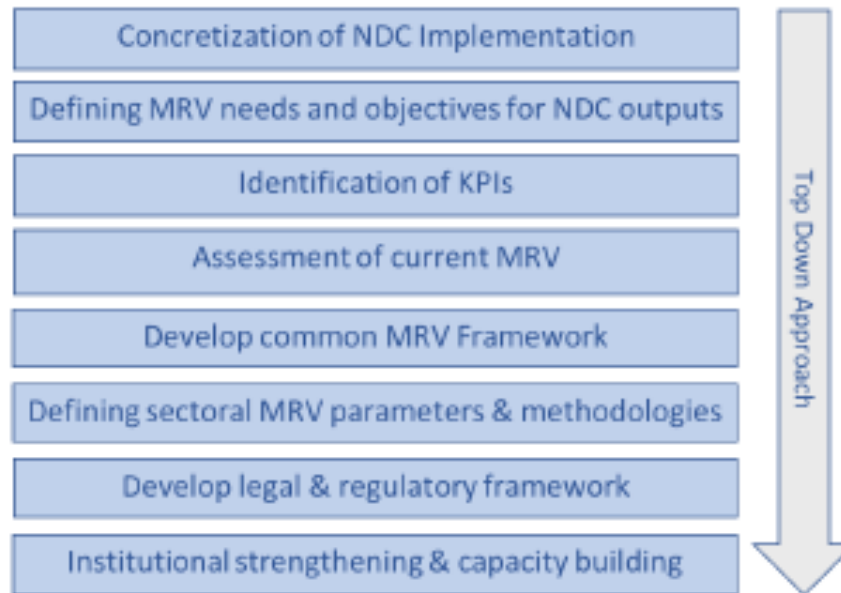 Concretization of NDC Implementation
Defining MRV needs and objectives for NDC outputs
Identification of KPIs
Assessment of current MRV
Develop common MRV Framework
Defining sectoral MRV parameters & methodologies
Develop legal & regulatory framework
Institutional strengthening & capacity building
Top Down Approach